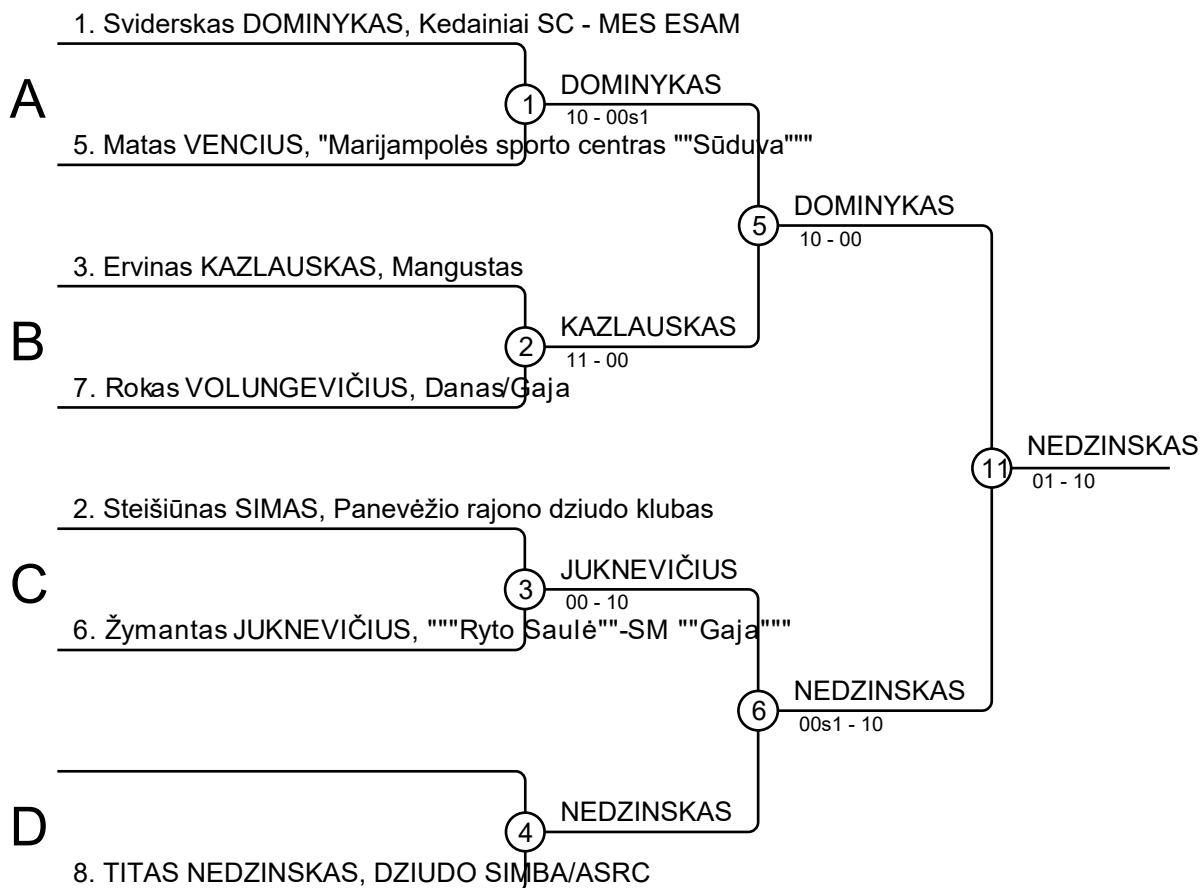 1. Sviderskas DOMINYKAS, Kedainiai SC - MES ESAM
A
1
DOMINYKAS
10 - 00s1
5. Matas VENCIUS, "Marijampolės sporto centras ""Sūduva"""
5
DOMINYKAS
10 - 00
3. Ervinas KAZLAUSKAS, Mangustas
B
2
KAZLAUSKAS
11 - 00
7. Rokas VOLUNGEVIČIUS, Danas/Gaja
11
NEDZINSKAS
01 - 10
2. Steišiūnas SIMAS, Panevėžio rajono dziudo klubas
C
3
JUKNEVIČIUS
00 - 10
6. Žymantas JUKNEVIČIUS, """Ryto Saulė""-SM ""Gaja"""
6
NEDZINSKAS
00s1 - 10
D
4
NEDZINSKAS
8. TITAS NEDZINSKAS, DZIUDO SIMBA/ASRC